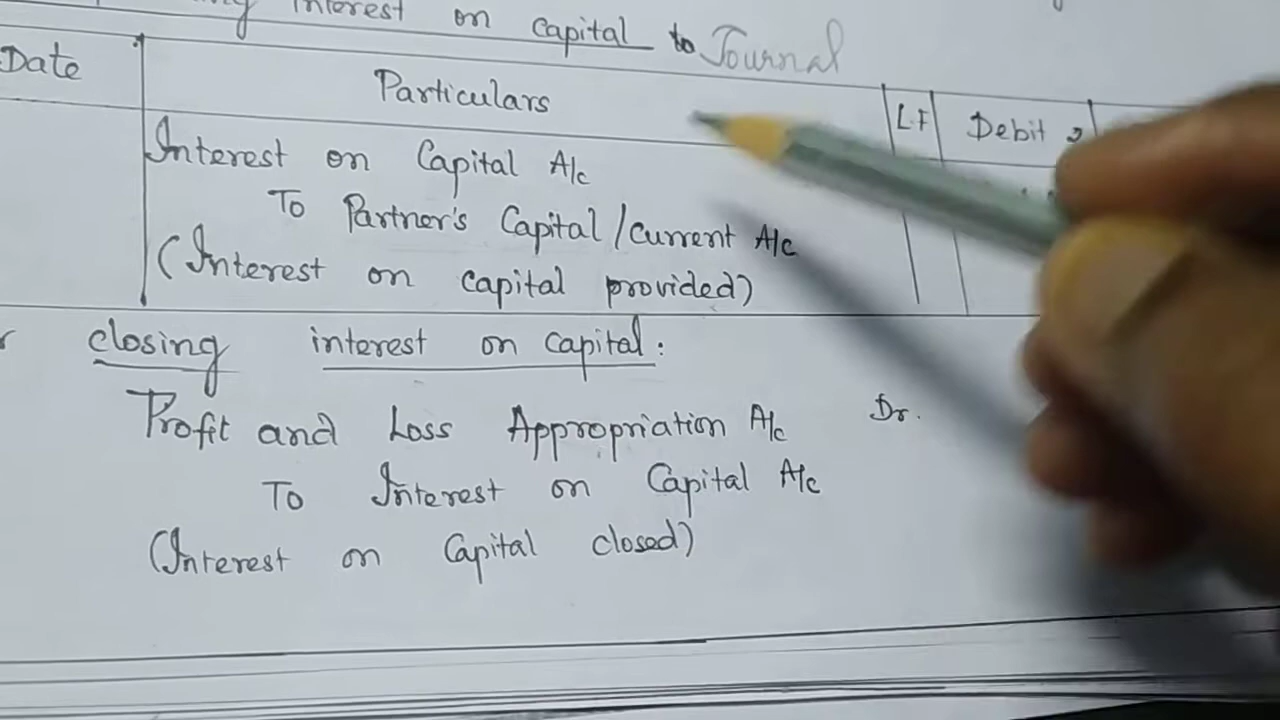 interest on capital to Journal
Date Particulars L.F Debit
Interest on Capital A/c
To Partner's Capital/Current A/c
(Interest on capital provided)
closing interest on capital:
Profit and Loss Appropriation A/c Dr.
To Interest on Capital A/c
(Interest on Capital closed)